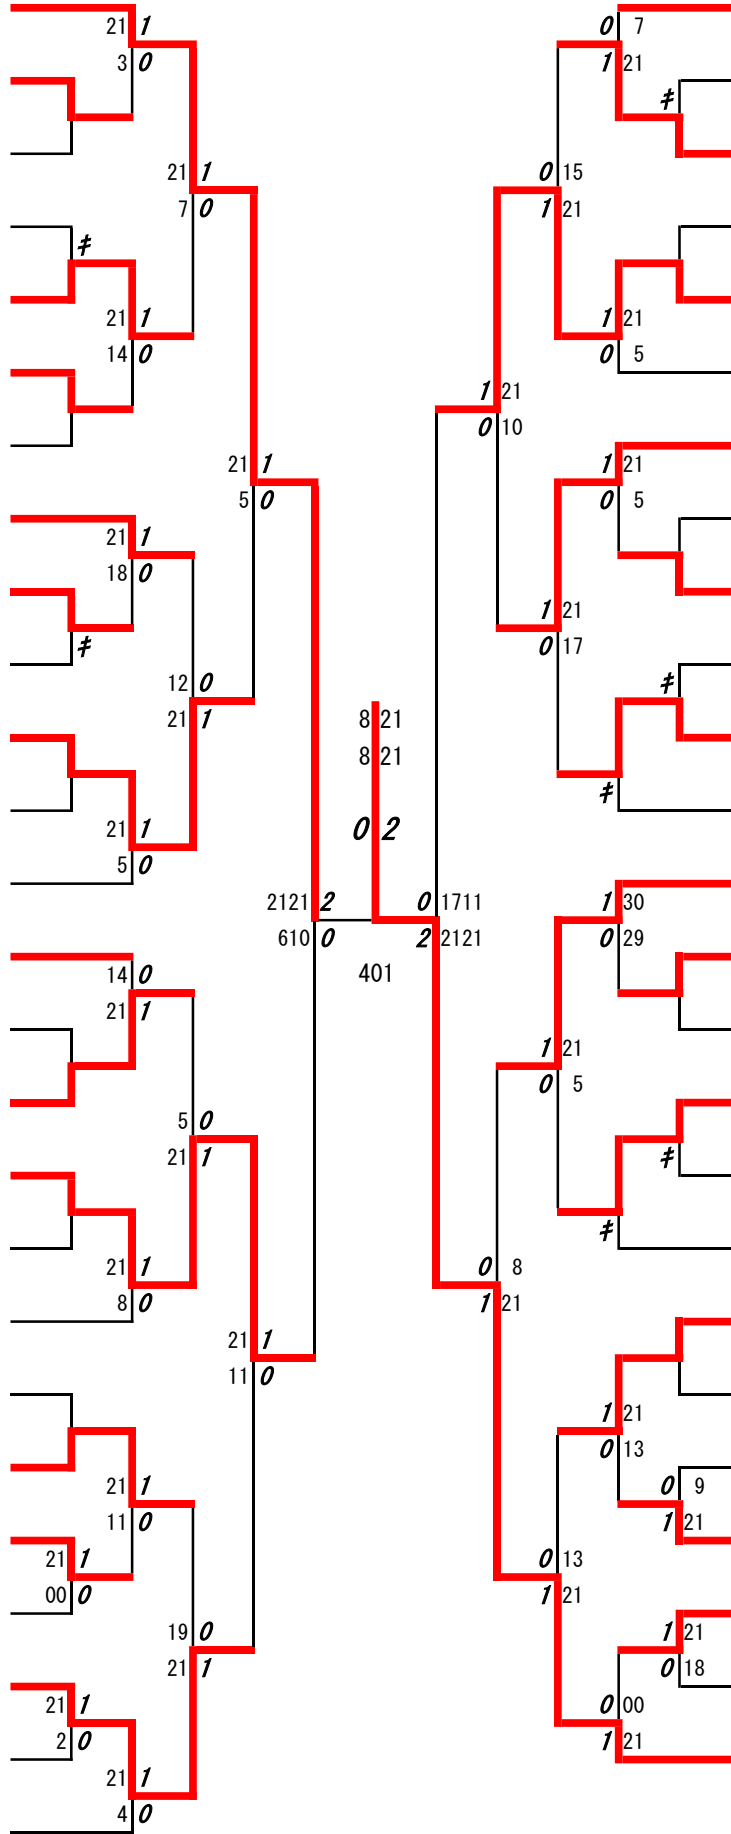 21 1 0 7
3 0 1 21
≠
21 1 0 15
7 0 1 21
≠
21 1 1 21
14 0 0 5
1 21
0 10
21 1 1 21
5 0 0 5
21 1
18 0
1 21
≠ 0 17
12 0 ≠
21 1 8 21
8 21
≠
21 1 0 2
5 0
2121 2 0 1711 1 30
610 0 2 2121 0 29
14 0 401
21 1
1 21
0 5
5 0
21 1 ≠
≠
21 1 0 8
8 0 1 21
21 1
11 0
1 21
0 13
21 1 0 9
11 0 1 21
21 1 0 13
00 0 1 21
19 0 1 21
21 1 0 18
21 1 0 00
2 0 1 21
21 1
4 0